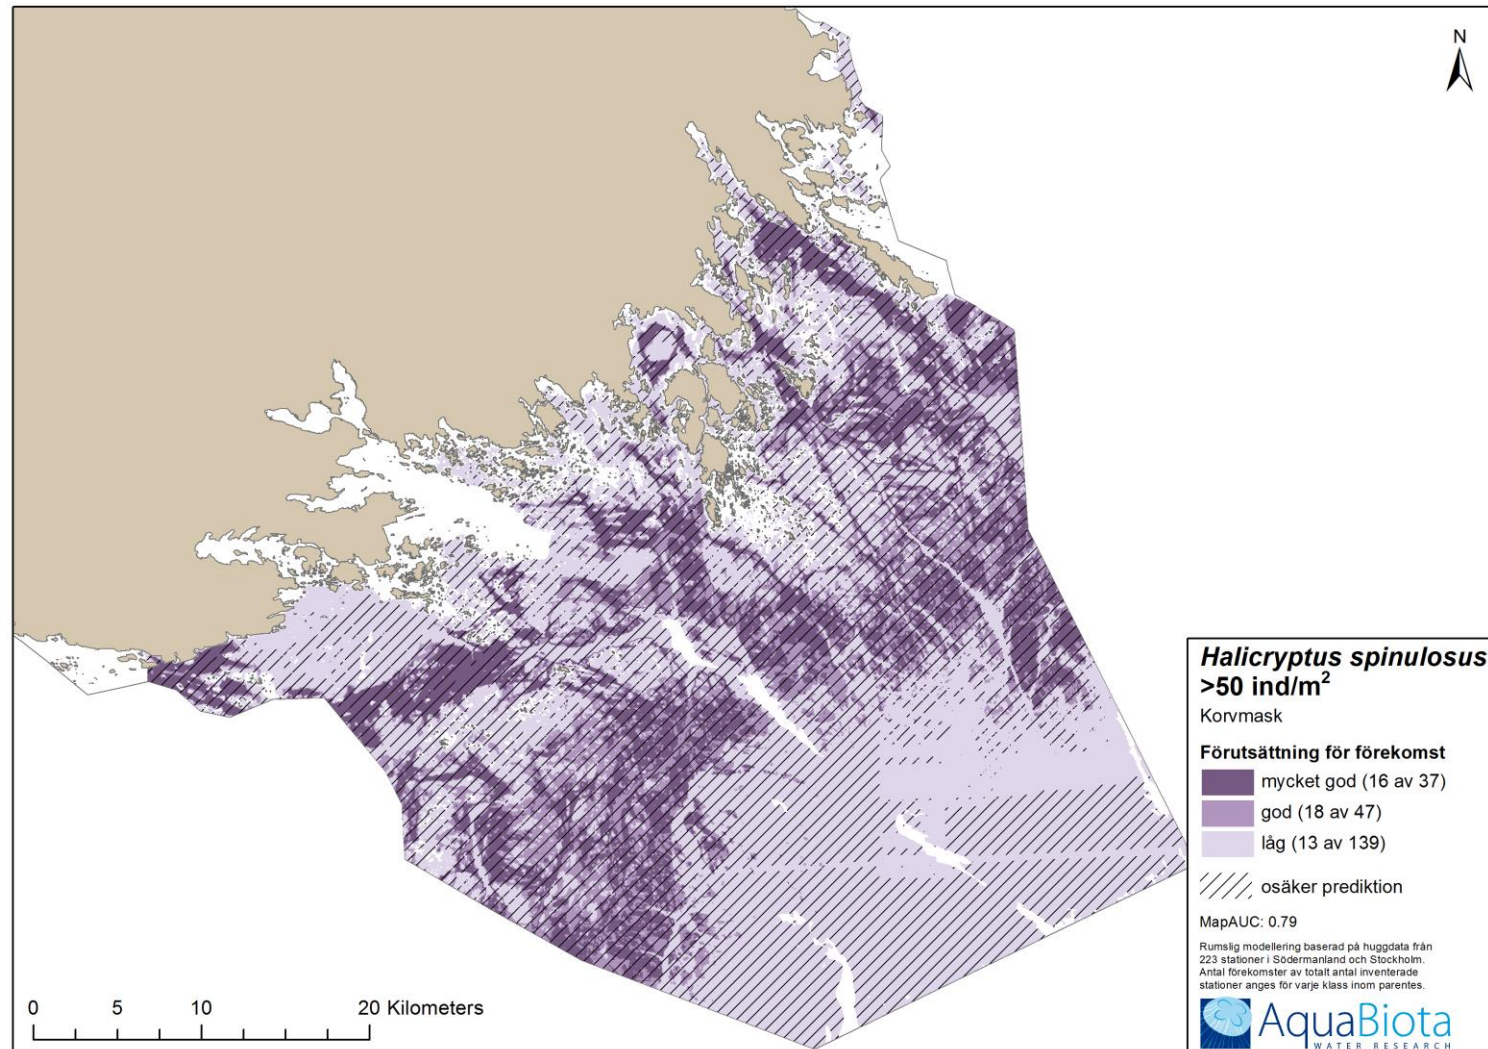 N
Halicryptus spinulosus
>50 ind/m²
Korvmask
Förutsättning för förekomst
mycket god (16 av 37)
god (18 av 47)
låg (13 av 139)
osäker prediktion
MapAUC: 0.79
Rumslig modellering baserad på huggdata från
223 stationer i Södermanland och Stockholm.
Antal förekomster av totalt antal inventerade
stationer anges för varje klass inom parentes.
AquaBiota
WATER RESEARCH
0 5 10 20 Kilometers